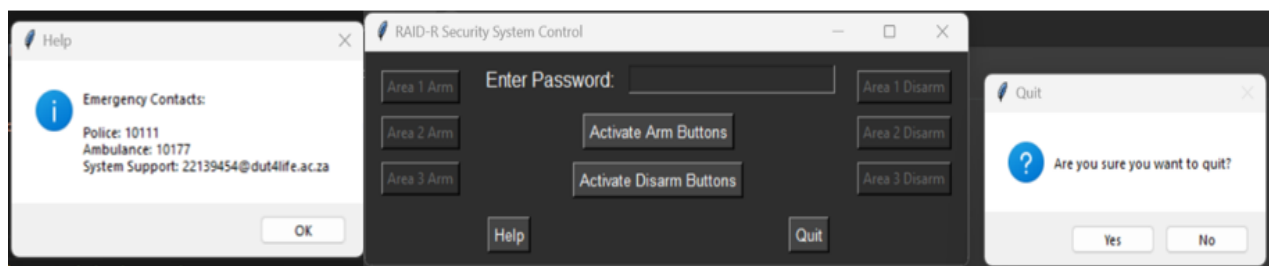 Help
Emergency Contacts:
Police: 10111
Ambulance: 10177
System Support: 22139454@dut4life.ac.za
OK
RAID-R Security System Control
Enter Password:
Area 1 Arm
Area 1 Disarm
Activate Arm Buttons
Area 2 Arm
Area 2 Disarm
Activate Disarm Buttons
Area 3 Arm
Area 3 Disarm
Help
Quit
Quit
Are you sure you want to quit?
Yes
No